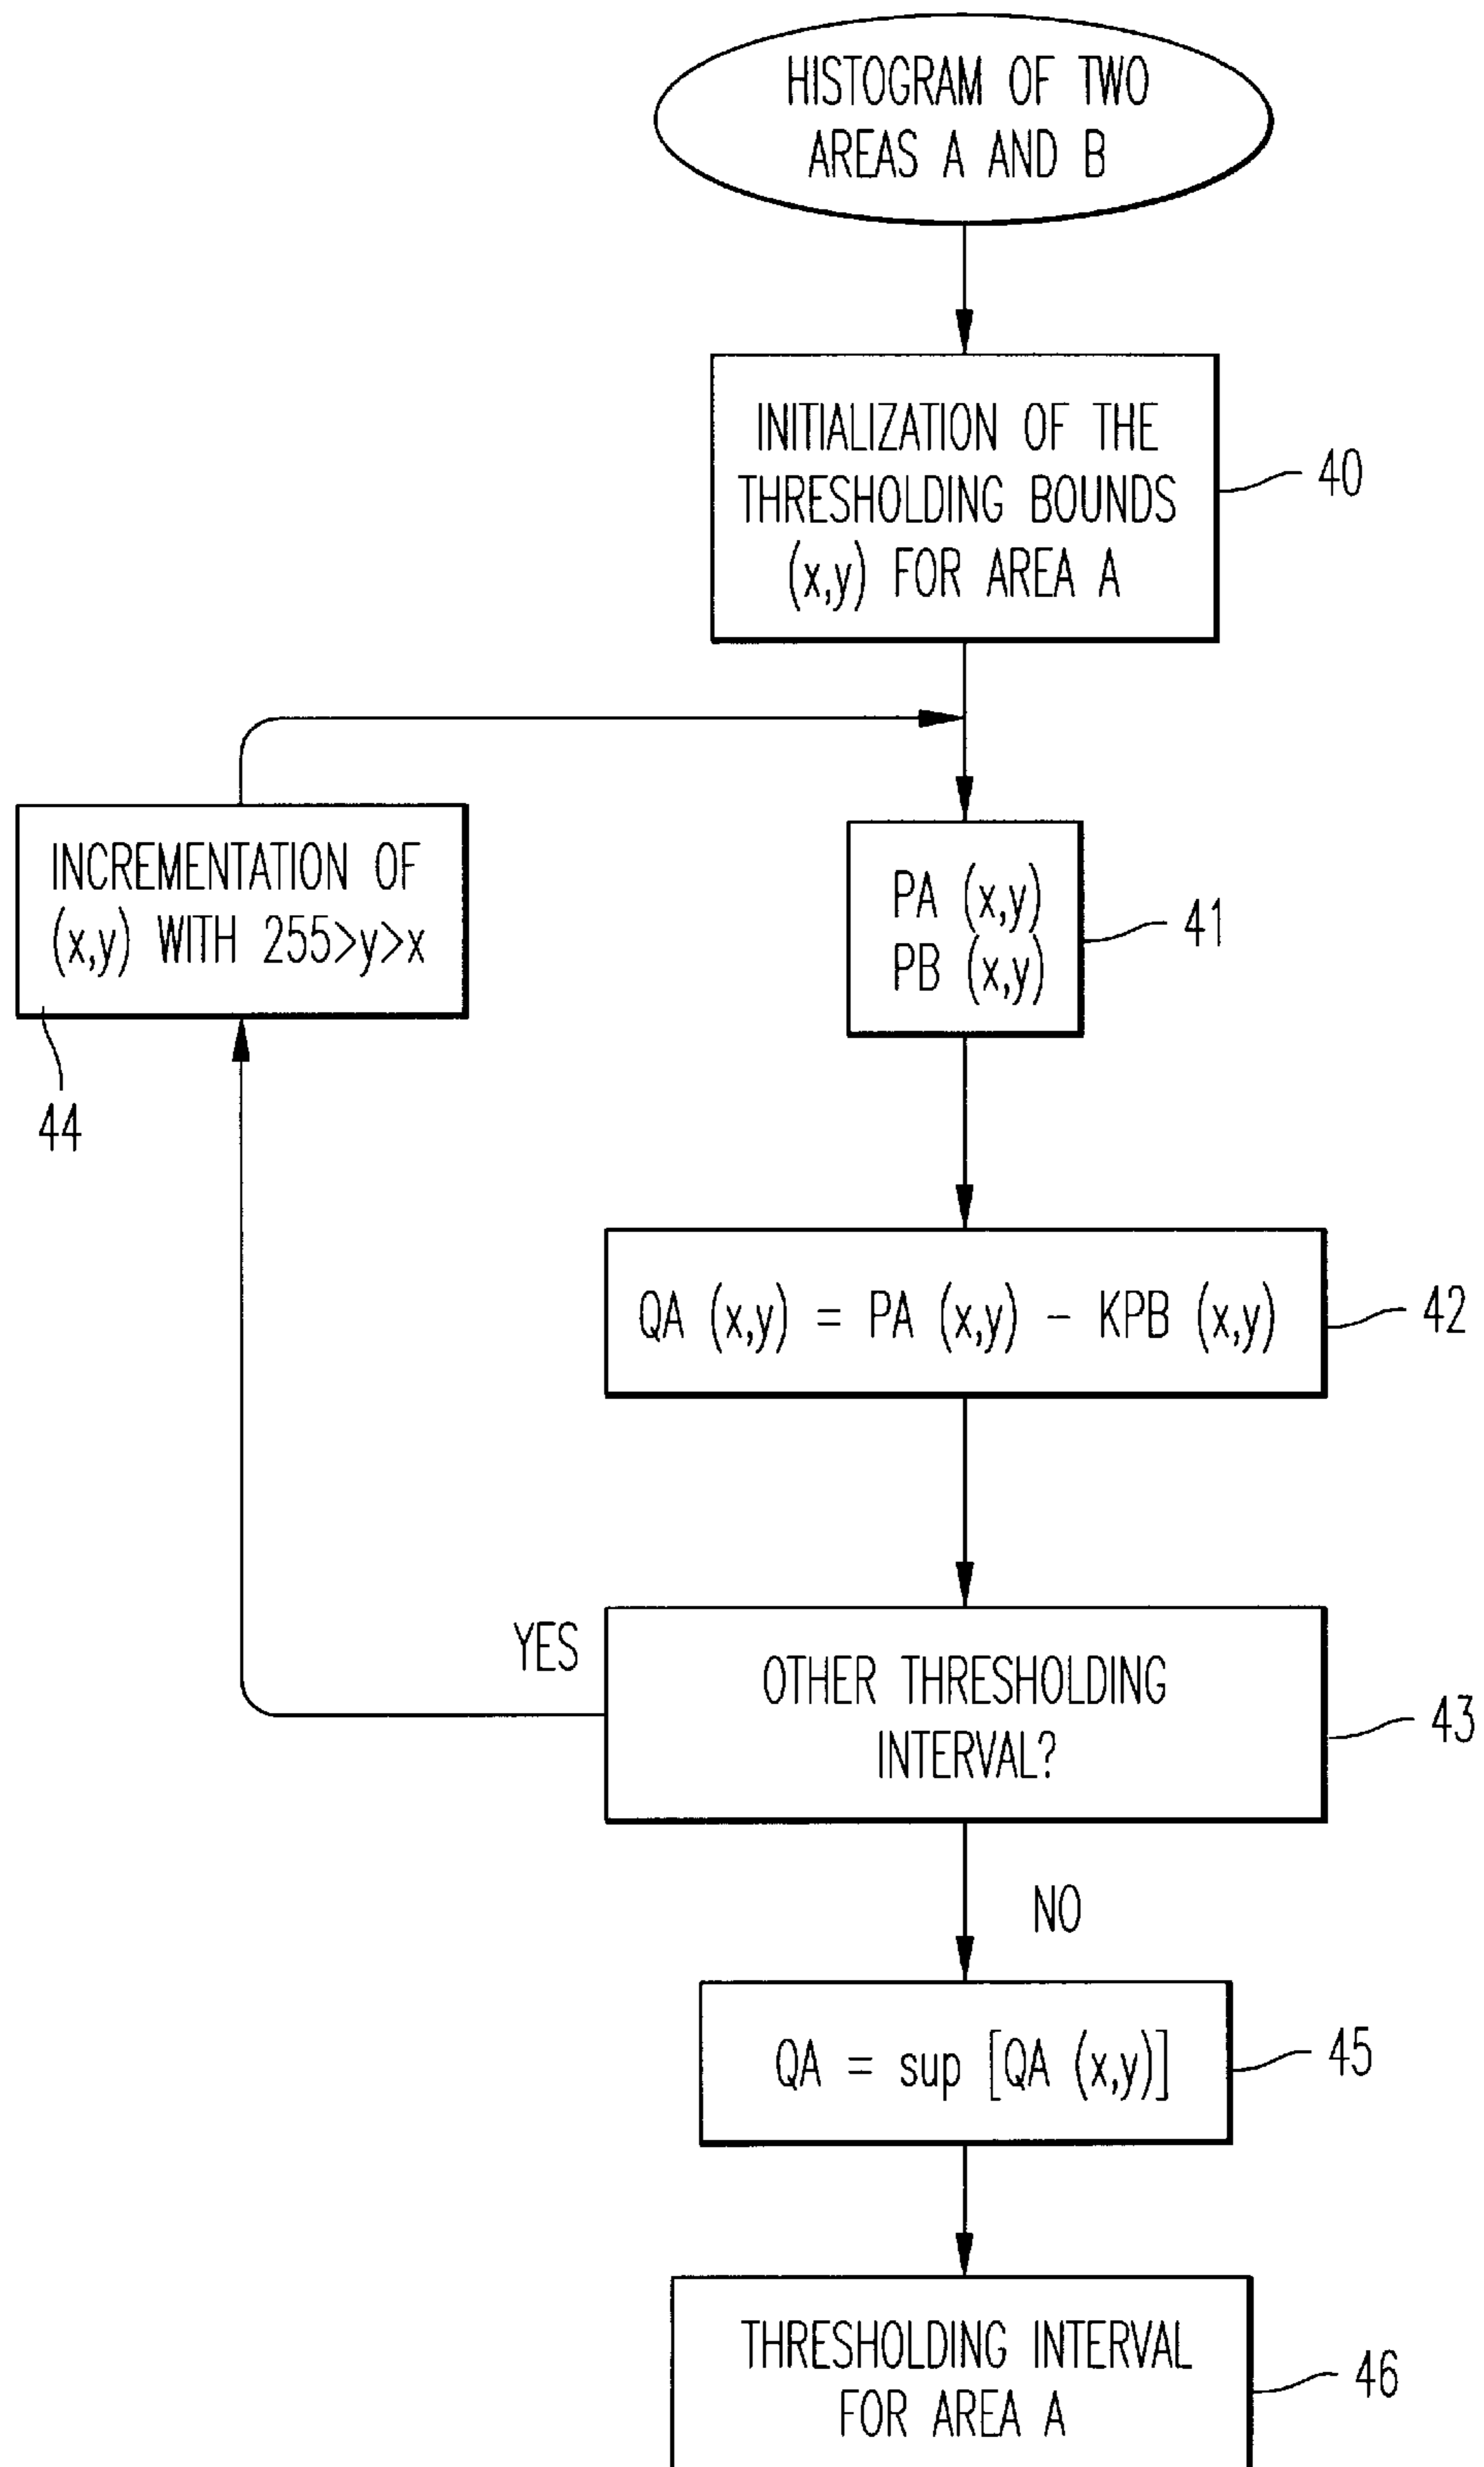 HISTOGRAM OF TWO
AREAS A AND B
INITIALIZATION OF THE
THRESHOLDING BOUNDS
(x,y) FOR AREA A
40
INCREMENTATION OF
(x,y) WITH 255>y>x
44
PA (x,y)
PB (x,y)
41
QA (x,y) = PA (x,y) - KPB (x,y)
42
YES
OTHER THRESHOLDING
INTERVAL?
43
NO
QA = sup [QA (x,y)]
45
THRESHOLDING INTERVAL
FOR AREA A
46